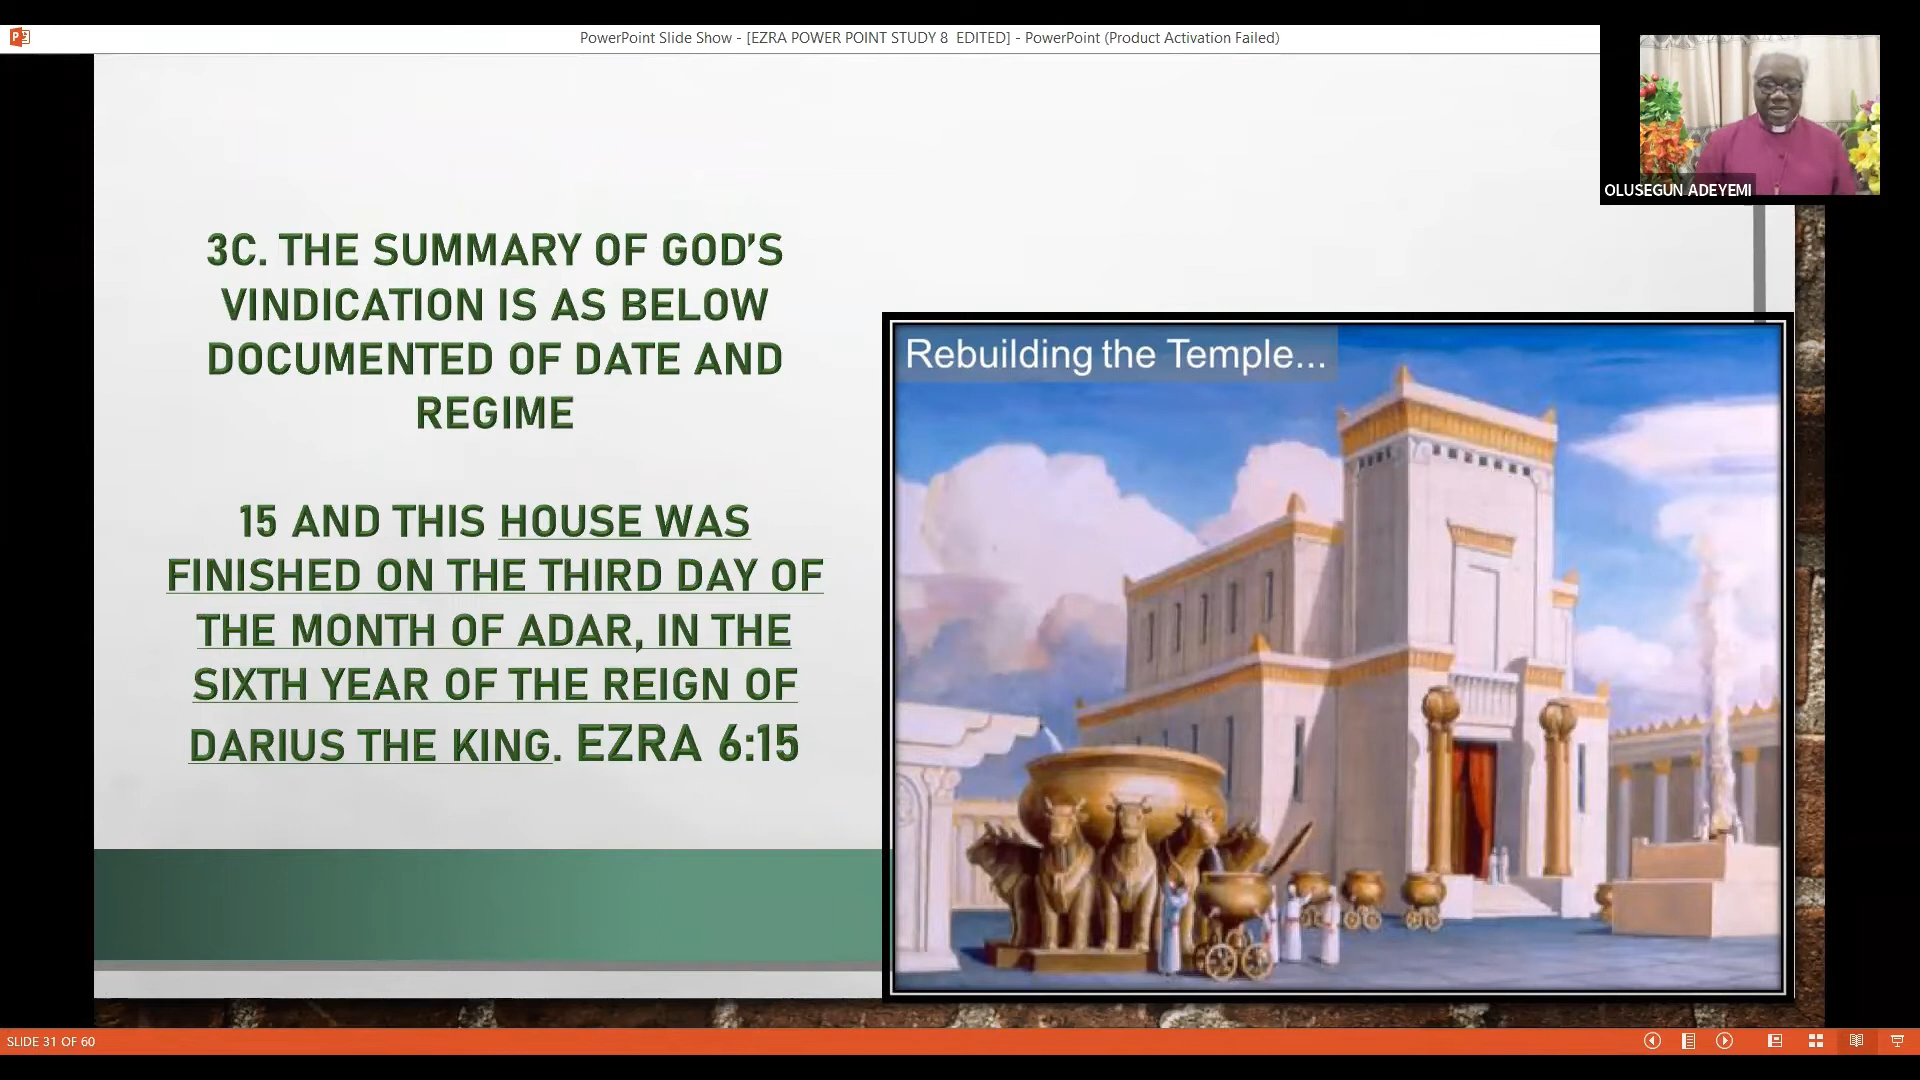 PowerPoint Slide Show - [EZRA POWER POINT STUDY 8 EDITED] - PowerPoint (Product Activation Failed)
OLUSEGUN ADEYEMI
3C. THE SUMMARY OF GOD'S
VINDICATION IS AS BELOW
DOCUMENTED OF DATE AND
REGIME
15 AND THIS HOUSE WAS
FINISHED ON THE THIRD DAY OF
THE MONTH OF ADAR, IN THE
SIXTH YEAR OF THE REIGN OF
DARIUS THE KING. EZRA 6:15
Rebuilding the Temple...
SLIDE 31 OF 60